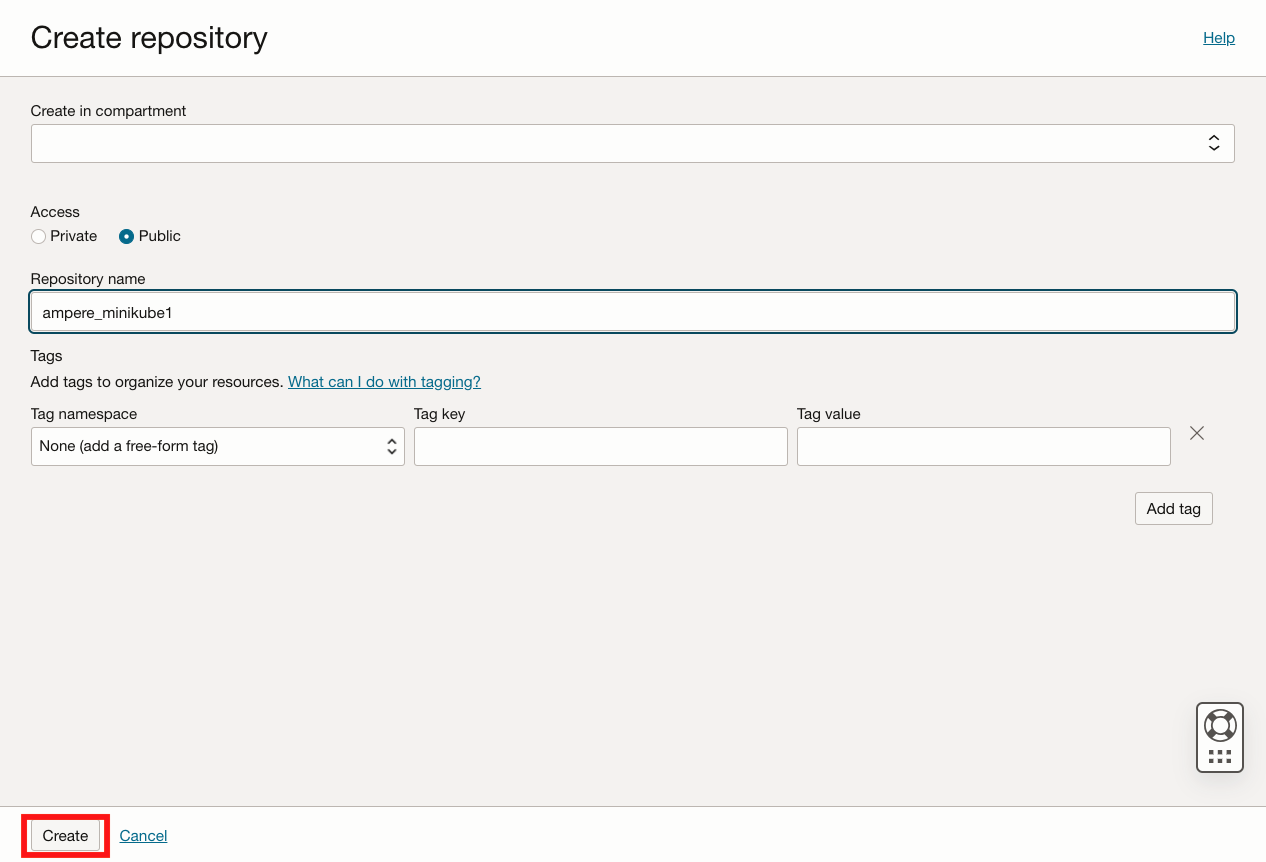 Create repository
Help
Create in compartment
Access
Private Public
Repository name
ampere_minikube1
Tags
Add tags to organize your resources. What can I do with tagging?
Tag namespace Tag key Tag value
None (add a free-form tag)
Add tag
Create Cancel